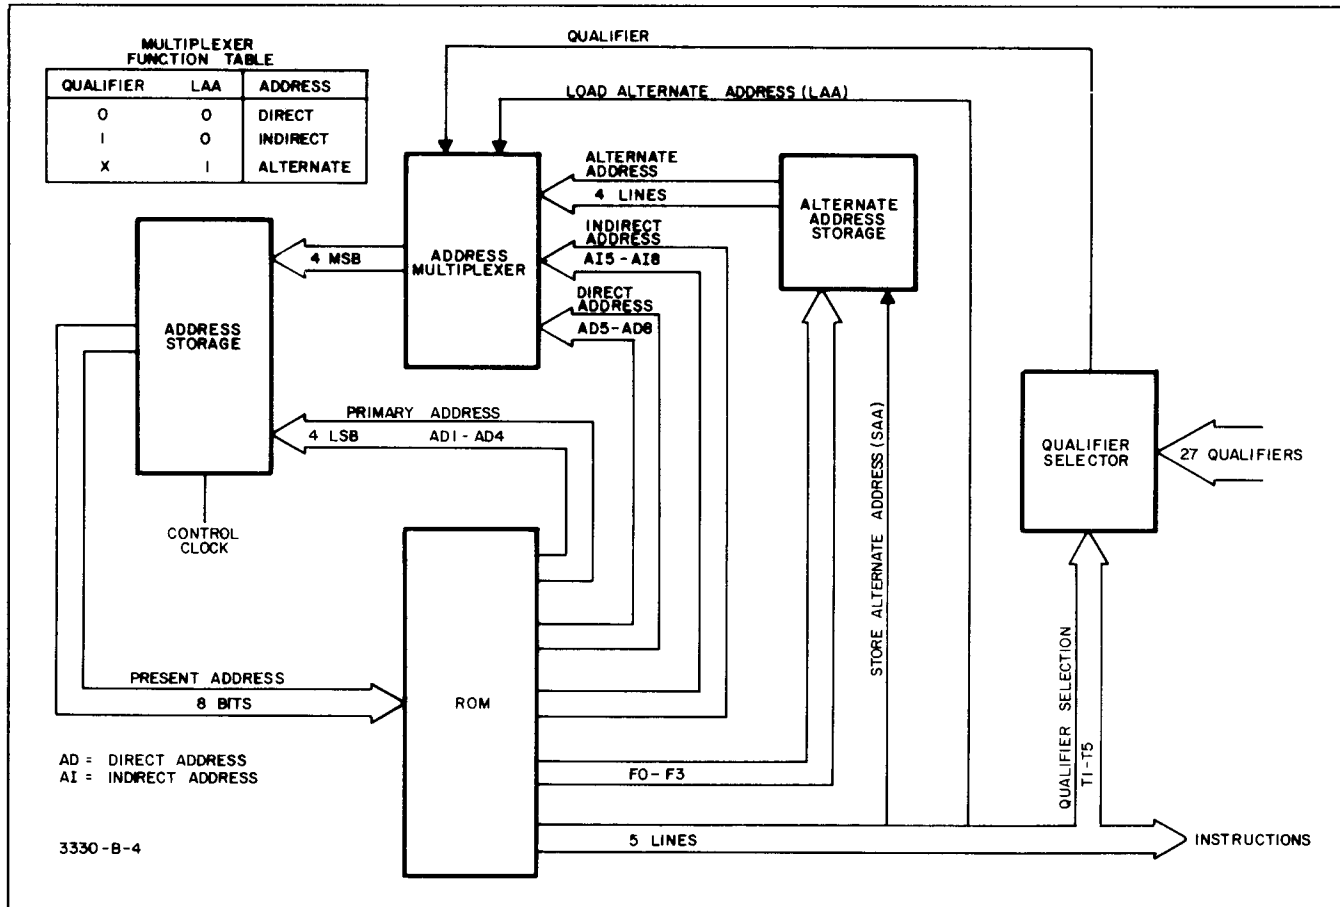 MULTIPLEXER
FUNCTION TABLE
QUALIFIER LAA ADDRESS
0 0 DIRECT
1 0 INDIRECT
X 1 ALTERNATE
QUALIFIER
LOAD ALTERNATE ADDRESS (LAA)
ALTERNATE
ADDRESS
4 LINES
ALTERNATE
ADDRESS
STORAGE
INDIRECT
ADDRESS
AI5-AI8
ADDRESS
MULTIPLEXER
4 MSB
DIRECT
ADDRESS
AD5-AD8
ADDRESS
STORAGE
PRIMARY ADDRESS
4 LSB AD1-AD4
CONTROL
CLOCK
QUALIFIER
SELECTOR
27 QUALIFIERS
STORE ALTERNATE ADDRESS (SAA)
QUALIFIER SELECTION
T1-T5
PRESENT ADDRESS
8 BITS
ROM
F0-F3
5 LINES
INSTRUCTIONS
AD = DIRECT ADDRESS
AI = INDIRECT ADDRESS
3330-B-4